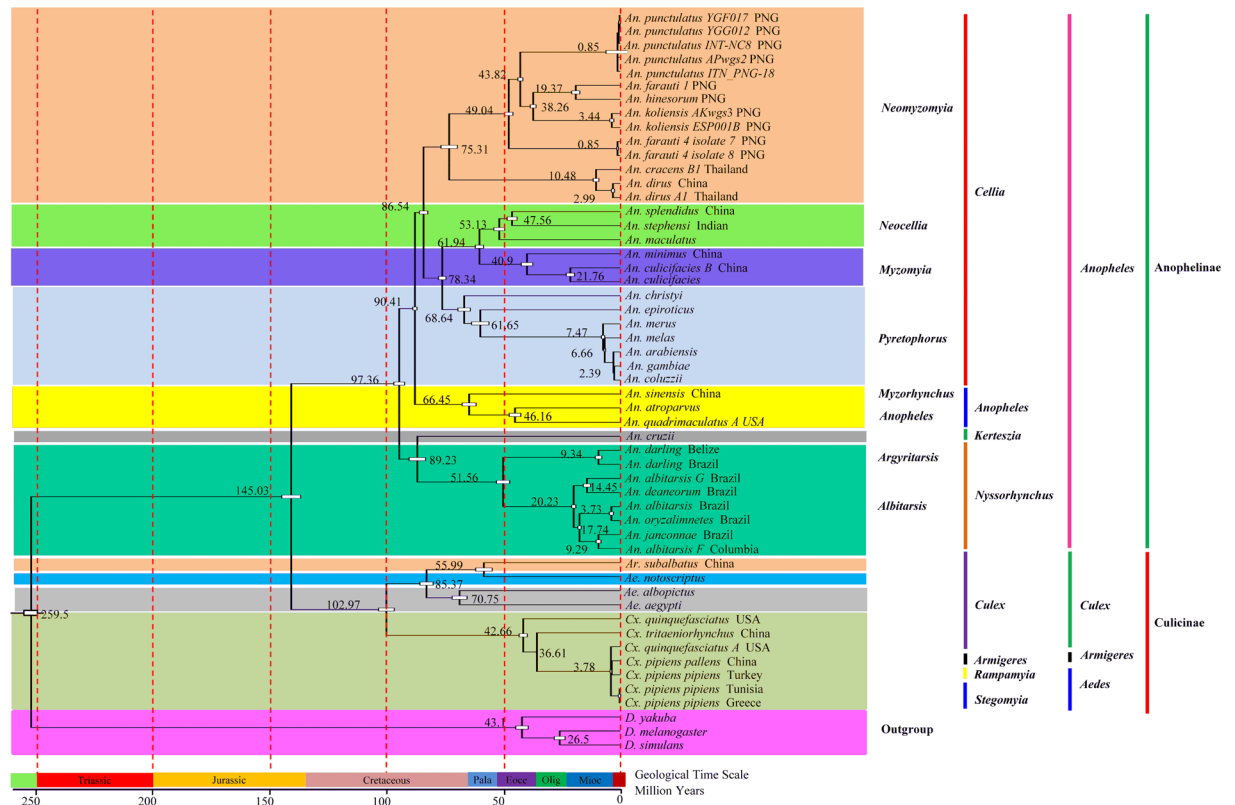 An. punctulatus YGF017 PNG
An. punctulatus YGG012 PNG
An. punctulatus INT-NC8 PNG
0.85
An. punctulatus APwgs2 PNG
An. punctulatus ITN_PNG-18
43.82
An. farauti 1 PNG
19.37
An. hinesorum PNG
38.26
Neomyzomyia
49.04
An. koliensis AKwgs3 PNG
3.44
An. koliensis ESP001B PNG
An. farauti 4 isolate 7 PNG
0.85
An. farauti 4 isolate 8 PNG
75.31
An. cracens B1 Thailand
10.48
An. dirus China
2.99
An. dirus A1 Thailand
Cellia
86.54
An. splendidus China
47.56
An. stephensi Indian
53.13
Neocellia
An. maculatus
61.94
An. minimus China
40.9
An. culicifacies B China
21.76
An. culicifacies
Myzomyia
Anopheles
Anophelinae
78.34
An. christyi
90.41
68.64
An. epiroticus
61.65
An. merus
7.47
An. melas
Pyretophorus
6.66
An. arabiensis
An. gambiae
2.39
An. coluzzii
97.36
An. sinensis China
Myzorhynchus
66.45
An. atroparvus
46.16
Anopheles
Anopheles
An. quadrimaculatus A USA
An. cruzii
Kerteszia
An. darling Belize
9.34
89.23
An. darling Brazil
Argyritarsis
51.56
An. albitarsis G Brazil
14.45
An. deaneorum Brazil
Nyssorhynchus
145.03
20.23
An. albitarsis Brazil
3.73
Albitarsis
An. oryzalimnetes Brazil
17.74
An. janconnae Brazil
9.29
An. albitarsis F Columbia
55.99
Ar. subalbatus China
85.37
Ae. notoscriptus
Ae. albopictus
70.75
Ae. aegypti
102.97
259.5
Culex
Culex
Culicinae
Cx. quinquefasciatus USA
42.66
Cx. tritaeniorhynchus China
36.61
Cx. quinquefasciatus A USA
3.78
Cx. pipiens pallens China
Armigeres
Armigeres
Cx. pipiens pipiens Turkey
Rampamyia
Aedes
Cx. pipiens pipiens Tunisia
Stegomyia
Cx. pipiens pipiens Greece
43.1
D. yakuba
Outgroup
D. melanogaster
26.5
D. simulans
Triassic
Jurassic
Cretaceous
Pala
Eoce
Olig
Mioc
Geological Time Scale
Million Years
250
200
150
100
50
0